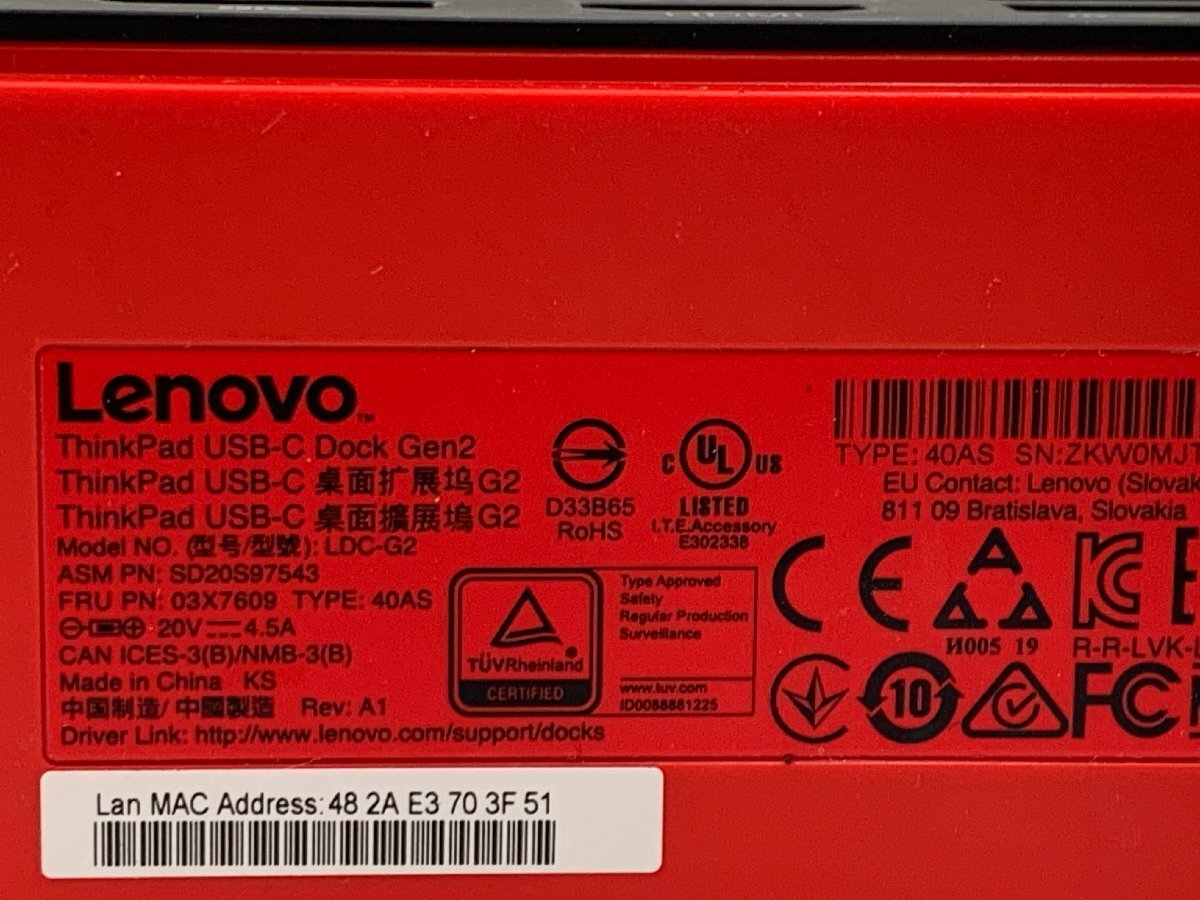 HDMI
Lenovo™
ThinkPad USB-C Dock Gen2
ThinkPad USB-C 桌面扩展坞G2
ThinkPad USB-C 桌面擴展塢G2
Model NO. (型号/型號): LDC-G2
ASM PN: SD20S97543
FRU PN: 03X7609 TYPE: 40AS
20V⎓4.5A
CAN ICES-3(B)/NMB-3(B)
Made in China KS
中国制造/ 中國製造 Rev: A1
Driver Link: http://www.lenovo.com/support/docks
D33B65
RoHS
C UL US
LISTED
I.T.E.Accessory
E302338
TÜVRheinland
CERTIFIED
Type Approved
Safety
Regular Production
Surveillance
www.tuv.com
ID0088881225
TYPE: 40AS SN:ZKW0MJT
EU Contact: Lenovo (Slovak
811 09 Bratislava, Slovakia
CE
И005 19
R-R-LVK-L
10
FC
Lan MAC Address: 48 2A E3 70 3F 51